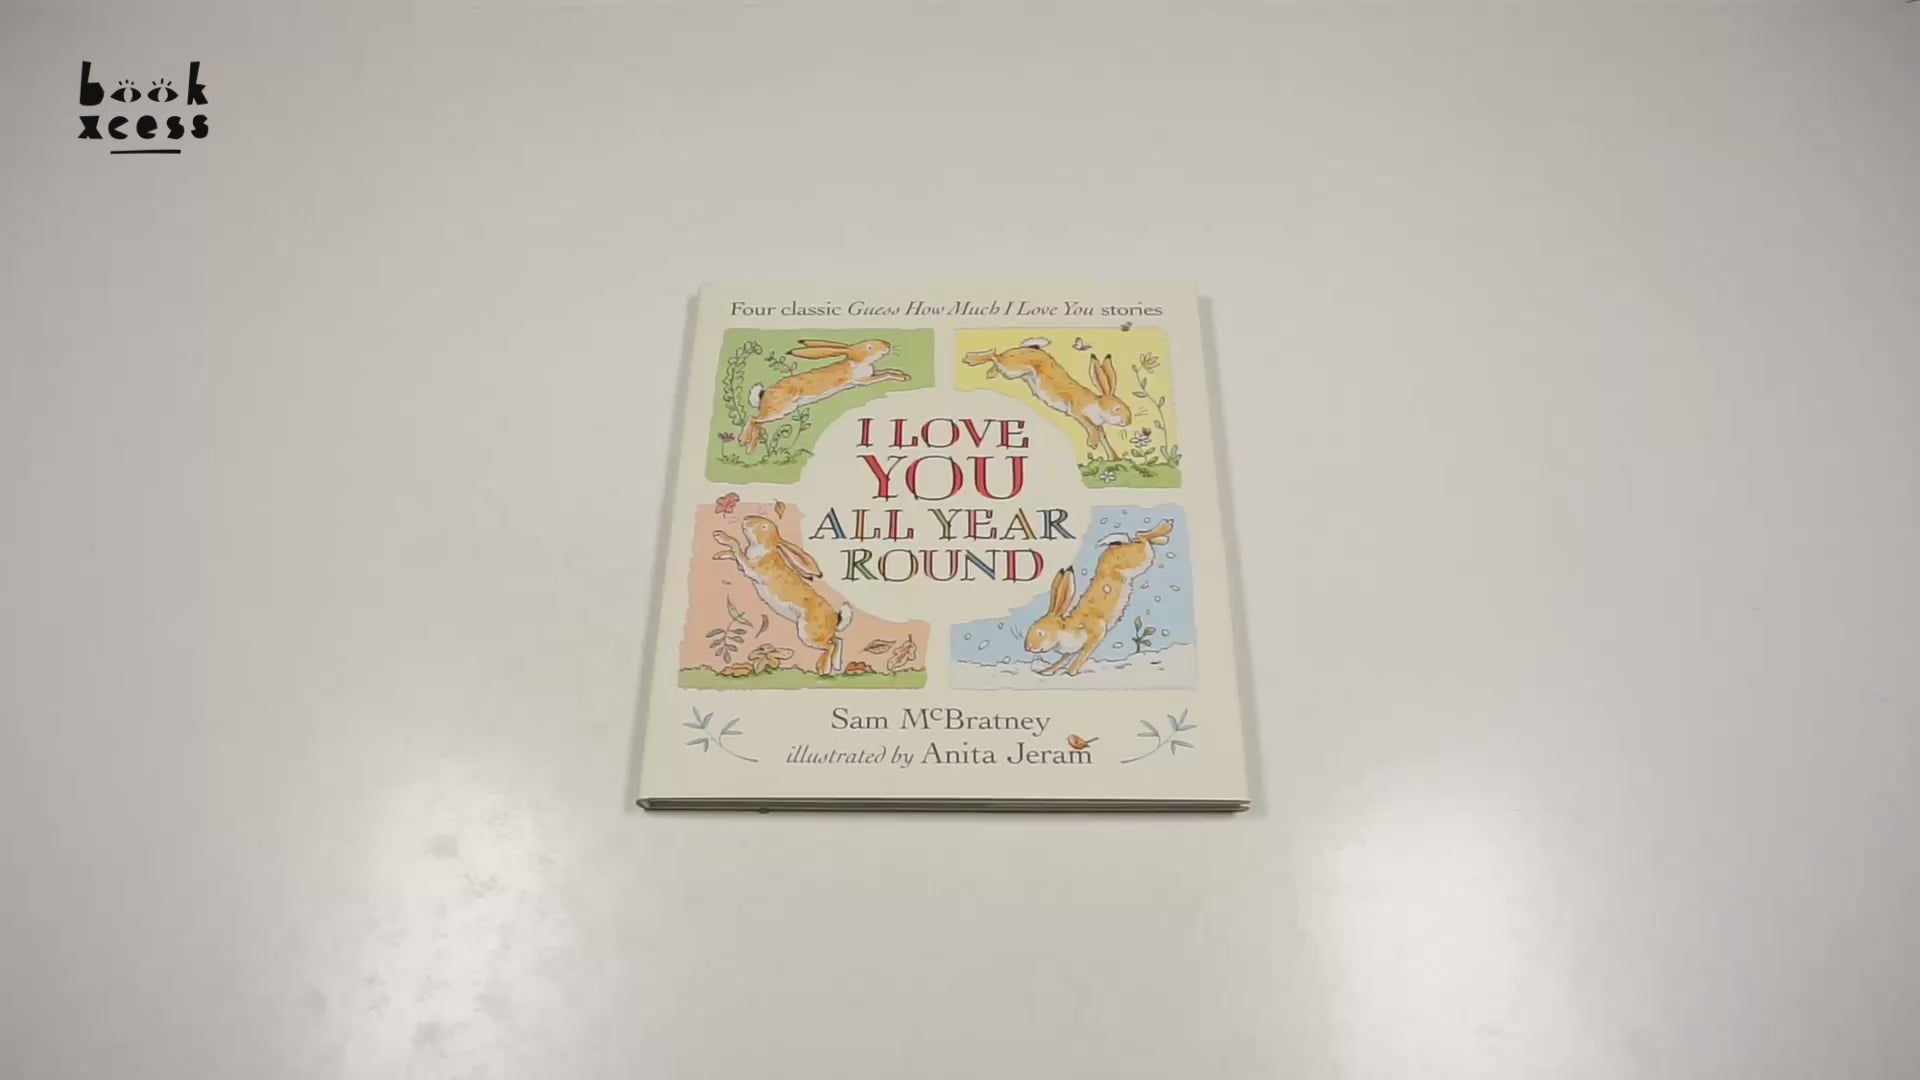 book
xcess
Four classic Guess How Much I Love You stories
I LOVE
YOU
ALL YEAR
ROUND
Sam McBratney
illustrated by Anita Jeram